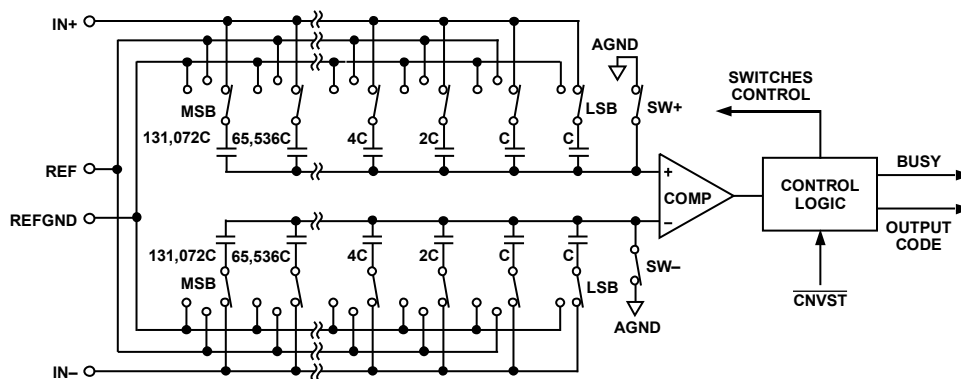 IN+
AGND
SWITCHES
CONTROL
MSB
LSB
SW+
131,072C
65,536C
4C
2C
C
C
BUSY
REF
+
COMP
CONTROL
LOGIC
REFGND
–
OUTPUT
CODE
131,072C
65,536C
4C
2C
C
C
MSB
LSB
SW–
CNVST
AGND
IN–